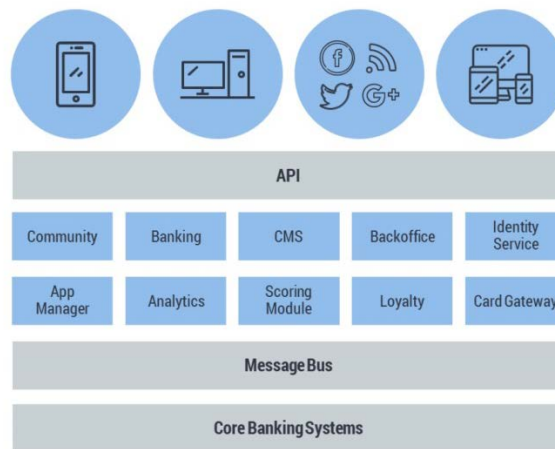 API
Community
Banking
CMS
Backoffice
Identity
Service
App
Manager
Analytics
Scoring
Module
Loyalty
Card Gateway
Message Bus
Core Banking Systems